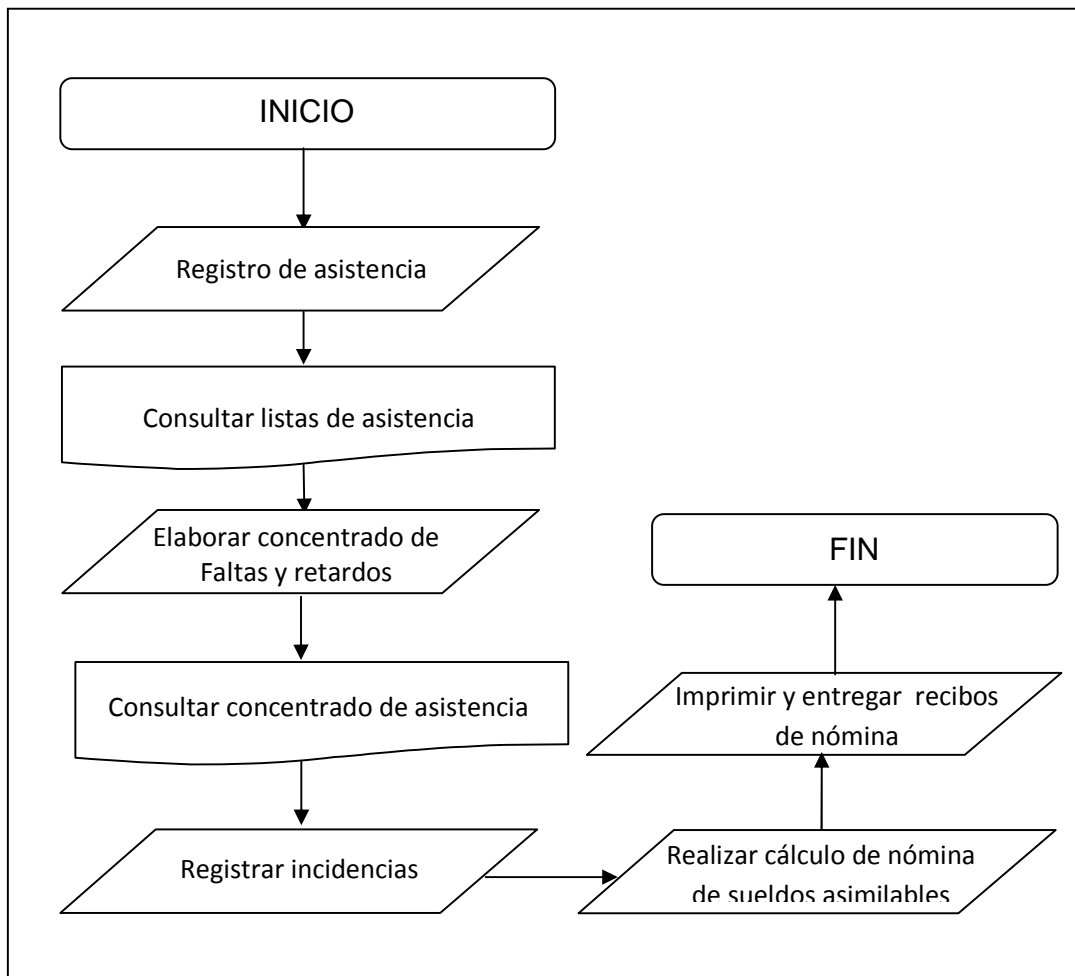 INICIO
Registro de asistencia
Consultar listas de asistencia
Elaborar concentrado de
Faltas y retardos
Consultar concentrado de asistencia
Registrar incidencias
Realizar cálculo de nómina
de sueldos asimilables
Imprimir y entregar recibos
de nómina
FIN